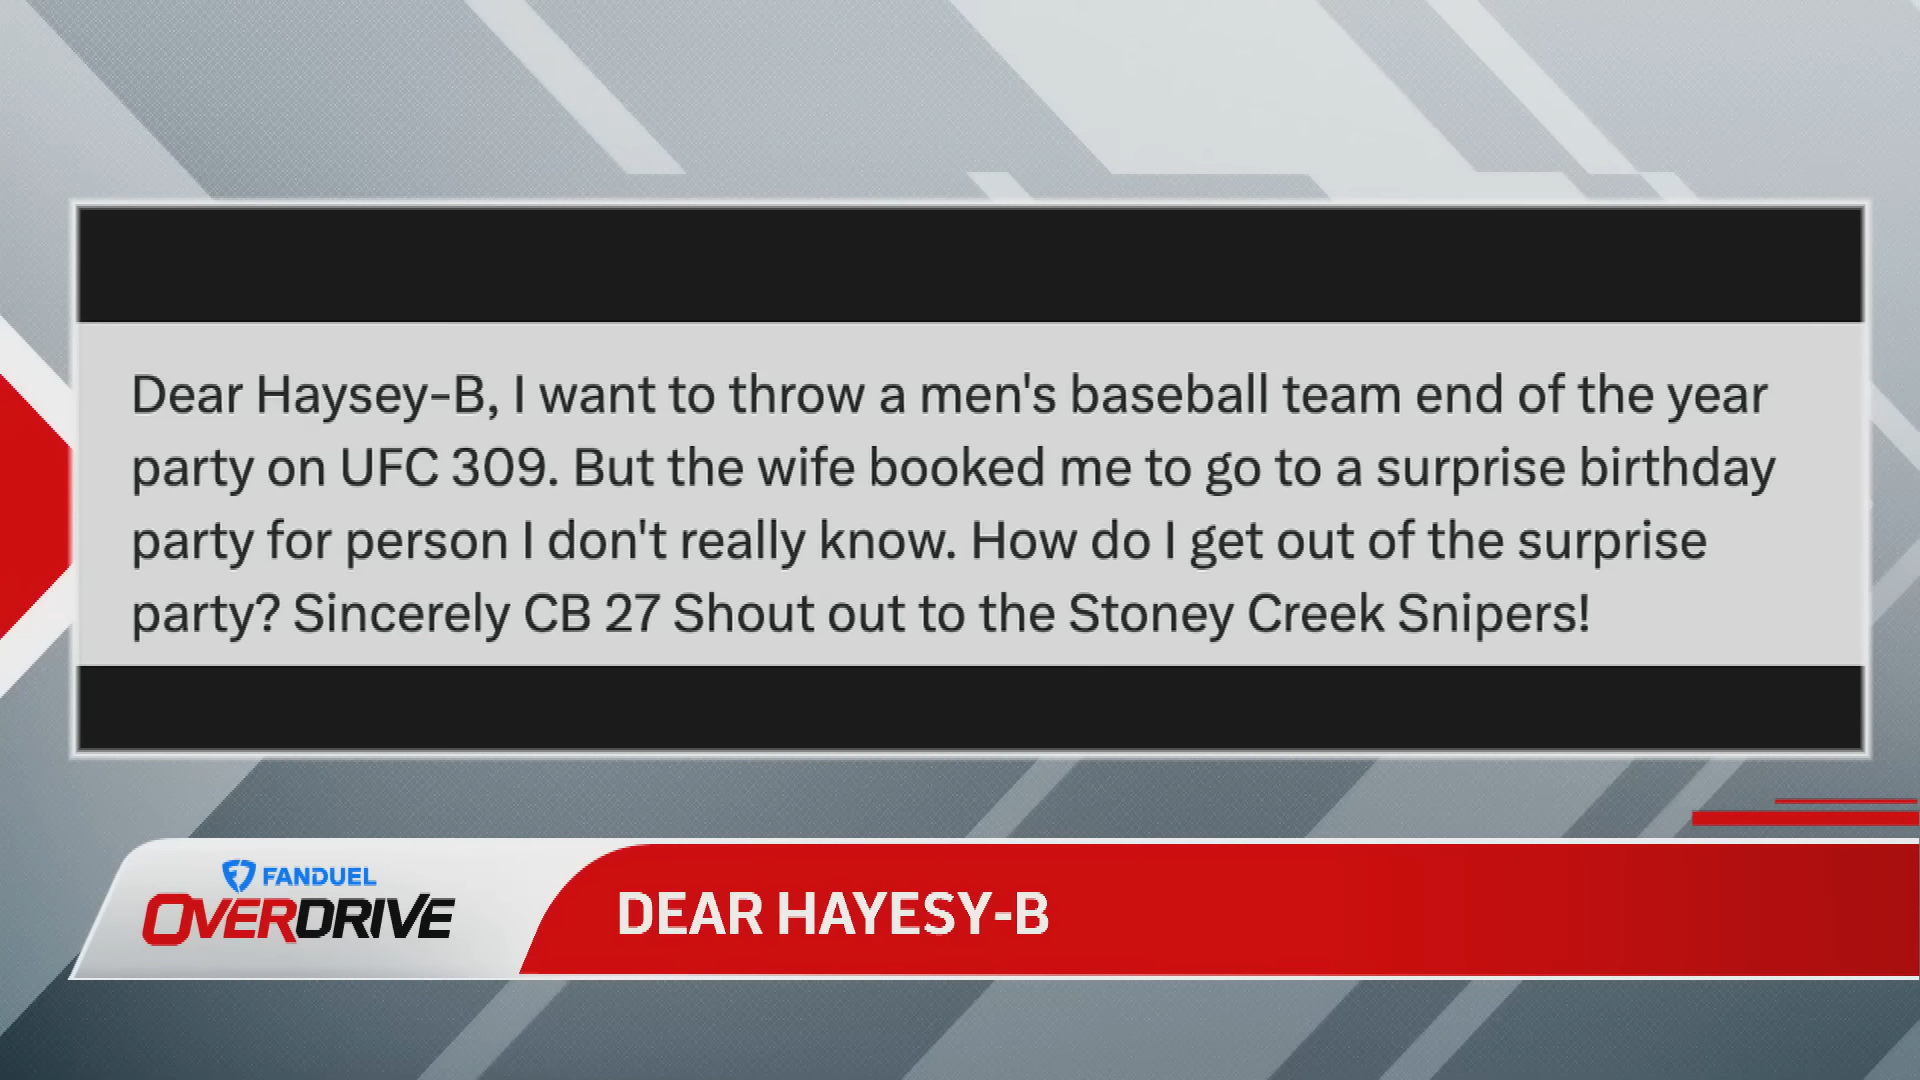 Dear Haysey-B, I want to throw a men's baseball team end of the year
party on UFC 309. But the wife booked me to go to a surprise birthday
party for person I don't really know. How do I get out of the surprise
party? Sincerely CB 27 Shout out to the Stoney Creek Snipers!
FANDUEL
OVERDRIVE
DEAR HAYESY-B